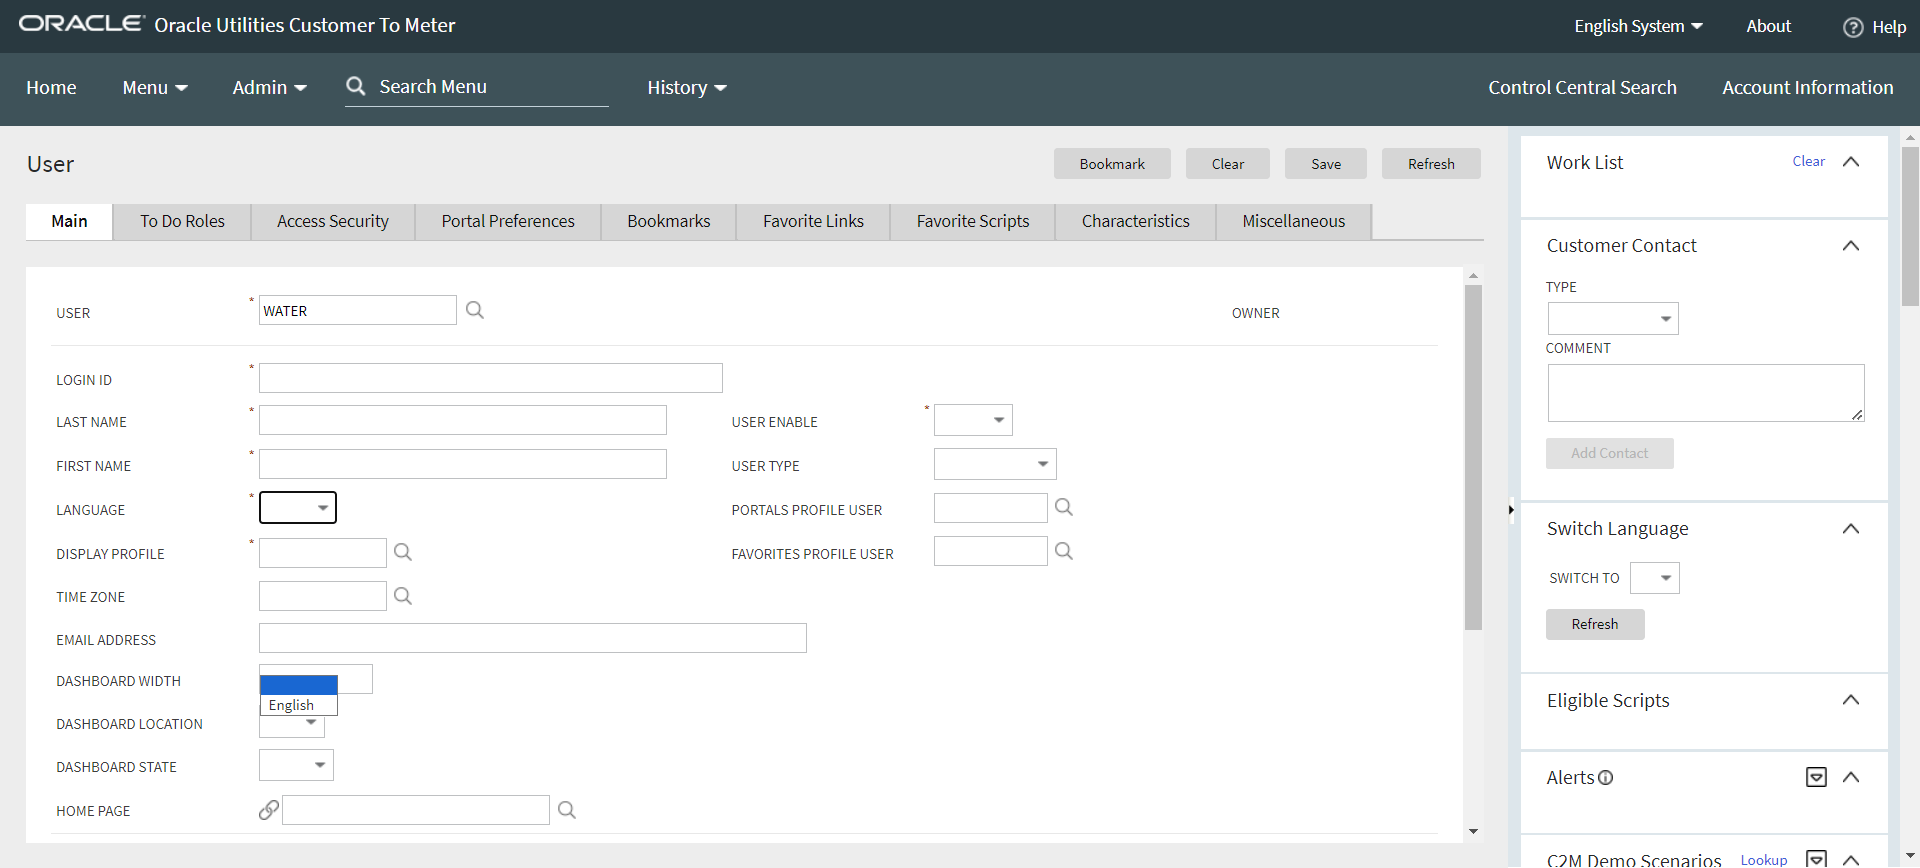 ORACLE Oracle Utilities Customer To Meter
English System About Help
Home Menu Admin Search Menu History Control Central Search Account Information
User
Bookmark Clear Save Refresh
Main To Do Roles Access Security Portal Preferences Bookmarks Favorite Links Favorite Scripts Characteristics Miscellaneous
USER * WATER OWNER
LOGIN ID *
LAST NAME * USER ENABLE *
FIRST NAME * USER TYPE
LANGUAGE * PORTALS PROFILE USER
DISPLAY PROFILE * FAVORITES PROFILE USER
TIME ZONE
EMAIL ADDRESS
DASHBOARD WIDTH
English
DASHBOARD LOCATION
DASHBOARD STATE
HOME PAGE
Work List Clear
Customer Contact
TYPE
COMMENT
Add Contact
Switch Language
SWITCH TO
Refresh
Eligible Scripts
Alerts
C2M Demo Scenarios Lookup